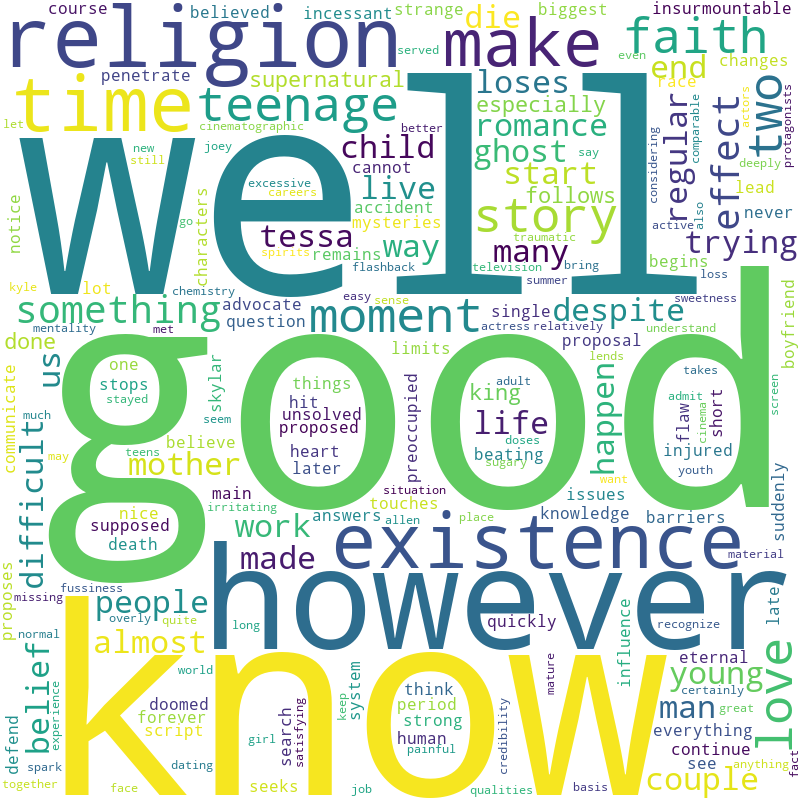 course
believed
incessant
strange
biggest
insurmountable
religion
make
die
faith
served
even
penetrate
supernatural
loses
end
changes
race
time
teenage
especially
romance
regular
effect
two
actors
protagonists
let
cinematographic
better
new
still
joey
child
cannot
ghost
say
start
considering
comparable
deeply
well
excessive
careers
live
follows
accident
mysteries
story
also
active
lead
never
notice
characters
go
tessa
spirits
remains
way
traumatic
many
trying
flashback
television
bring
begins
loss
kyle
lot
chemistry
easy
sense
summer
sweetness
something
advocate
question
moment
single
despite
mentality
met
actress
relatively
proposal
understand
boyfriend
done
us
good
one
stops
stayed
skylar
limits
things
adult
king
happen
lends
takes
admit
cinema
short
screen
communicate
much
seem
hit
unsolved
proposed
life
flaw
difficult
believe
heart
later
preoccupied
doses
beating
sugary
injured
youth
may
teens
mother
main
situation
touches
want
issues
suddenly
nice
supposed
death
irritating
answers
allen
place
knowledge
barriers
work
existence
made
material
proposes
missing
fussiness
however
people
overly
quite
long
quickly
recognize
late
normal
almost
influence
eternal
love
know
world
system
think
mature
young
certainly
belief
experience
doomed
forever
script
period
strong
human
painful
keep
man
great
everything
defend
spark
girl
search
satisfying
credibility
continue
see
fact
together
face
dating
seeks
job
qualities
basis
couple
anything